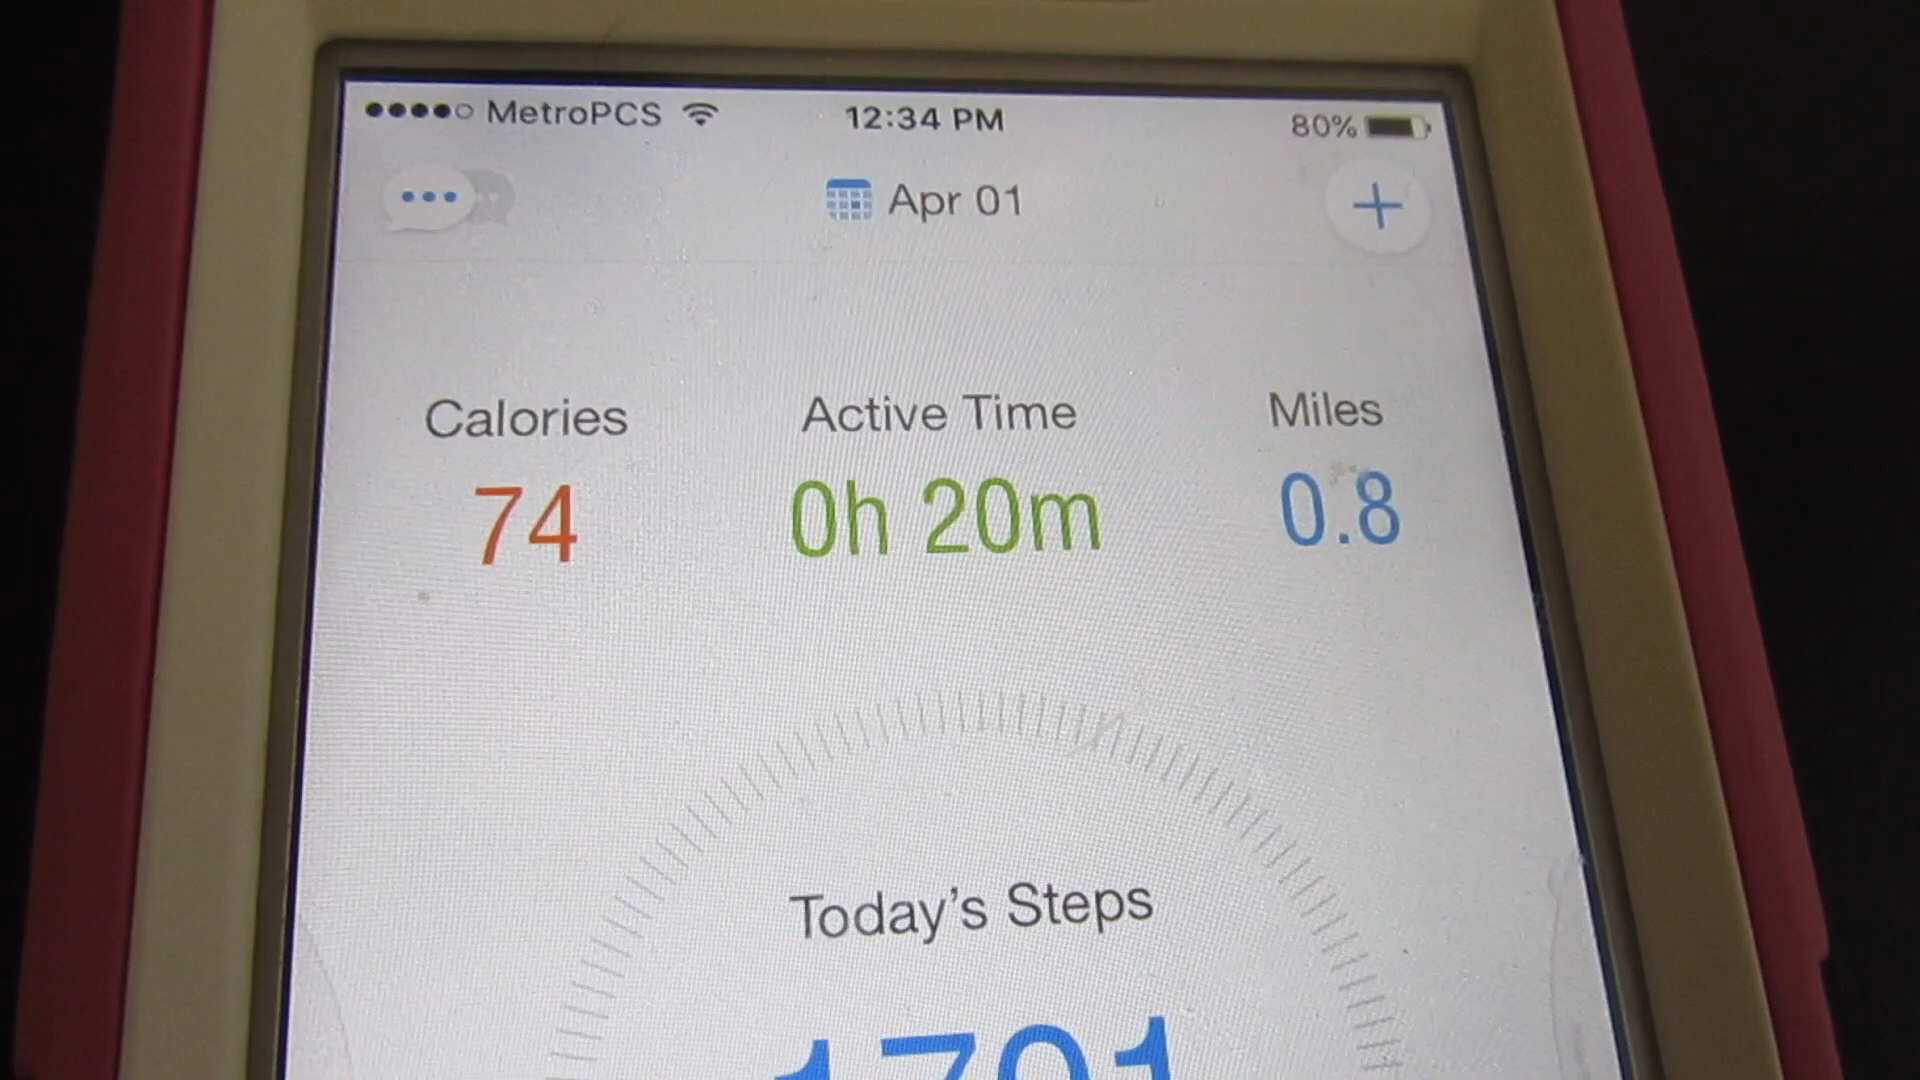 MetroPCS 12:34 PM 80%
Apr 01
Calories Active Time Miles
74 0h 20m 0.8
Today's Steps